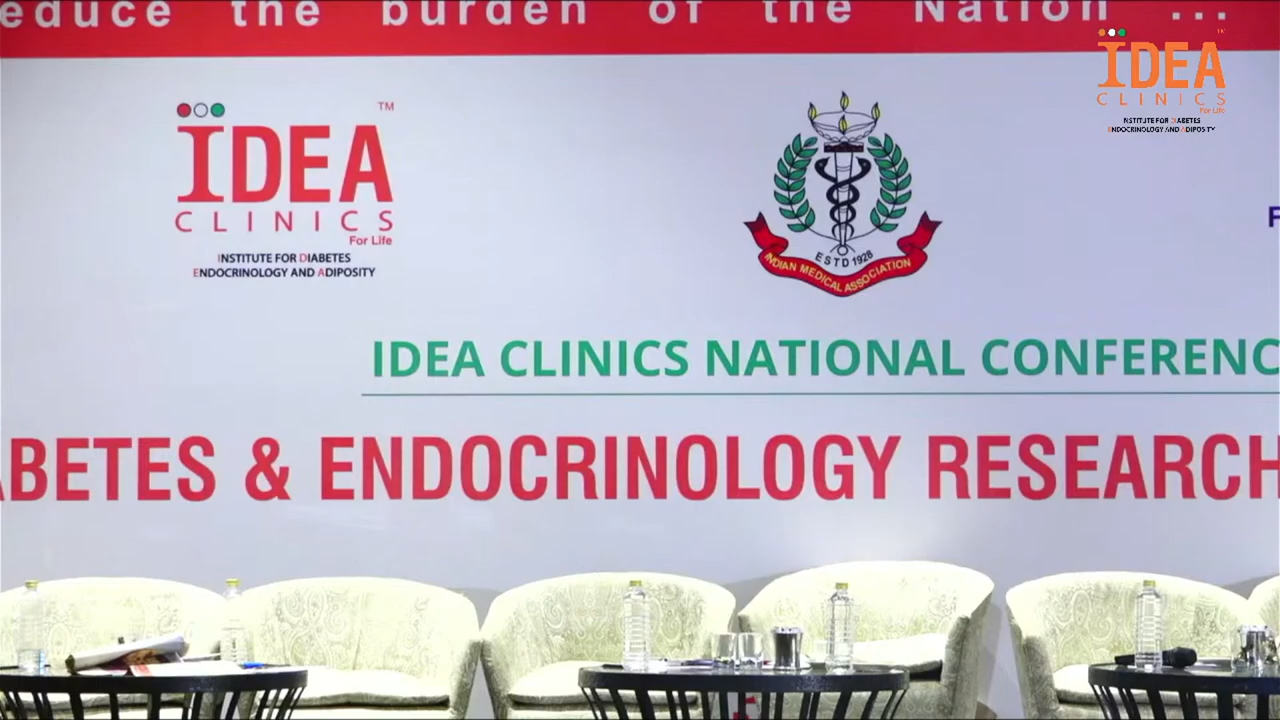 educe the burden of the Nation ...
IDEA
CLINICS
For Life
INSTITUTE FOR DIABETES
ENDOCRINOLOGY AND ADIPOSITY
TM
ESTD 1928
INDIAN MEDICAL ASSOCIATION
IDEA
CLINICS
For Life
INSTITUTE FOR DIABETES
ENDOCRINOLOGY AND ADIPOSITY
IDEA CLINICS NATIONAL CONFERENC
ABETES & ENDOCRINOLOGY RESEARCH